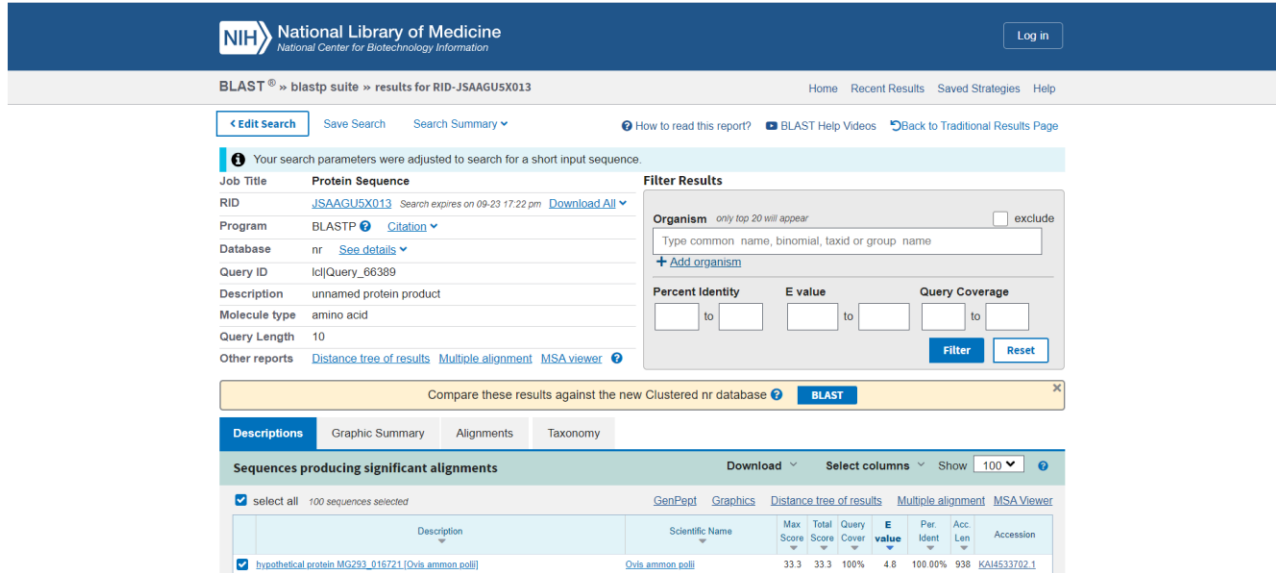 NIH National Library of Medicine
National Center for Biotechnology Information
Log in
BLAST ® » blastp suite » results for RID-JSAAGU5X013
Home Recent Results Saved Strategies Help
< Edit Search Save Search Search Summary
How to read this report? BLAST Help Videos Back to Traditional Results Page
Your search parameters were adjusted to search for a short input sequence.
Job Title Protein Sequence
RID JSAAGU5X013 Search expires on 09-23 17:22 pm Download All
Program BLASTP Citation
Database nr See details
Query ID lcl|Query_66389
Description unnamed protein product
Molecule type amino acid
Query Length 10
Other reports Distance tree of results Multiple alignment MSA viewer
Filter Results
Organism only top 20 will appear exclude
Type common name, binomial, taxid or group name
+ Add organism
Percent Identity E value Query Coverage
to to to
Filter Reset
Compare these results against the new Clustered nr database BLAST
Descriptions Graphic Summary Alignments Taxonomy
Sequences producing significant alignments Download Select columns Show 100
select all 100 sequences selected GenPept Graphics Distance tree of results Multiple alignment MSA Viewer
Description Scientific Name Max Score Total Score Query Cover E value Per. Ident Acc. Len Accession
hypothetical protein MG293_016721 [Ovis ammon polii] Ovis ammon polii 33.3 33.3 100% 4.8 100.00% 938 KAI4533702.1